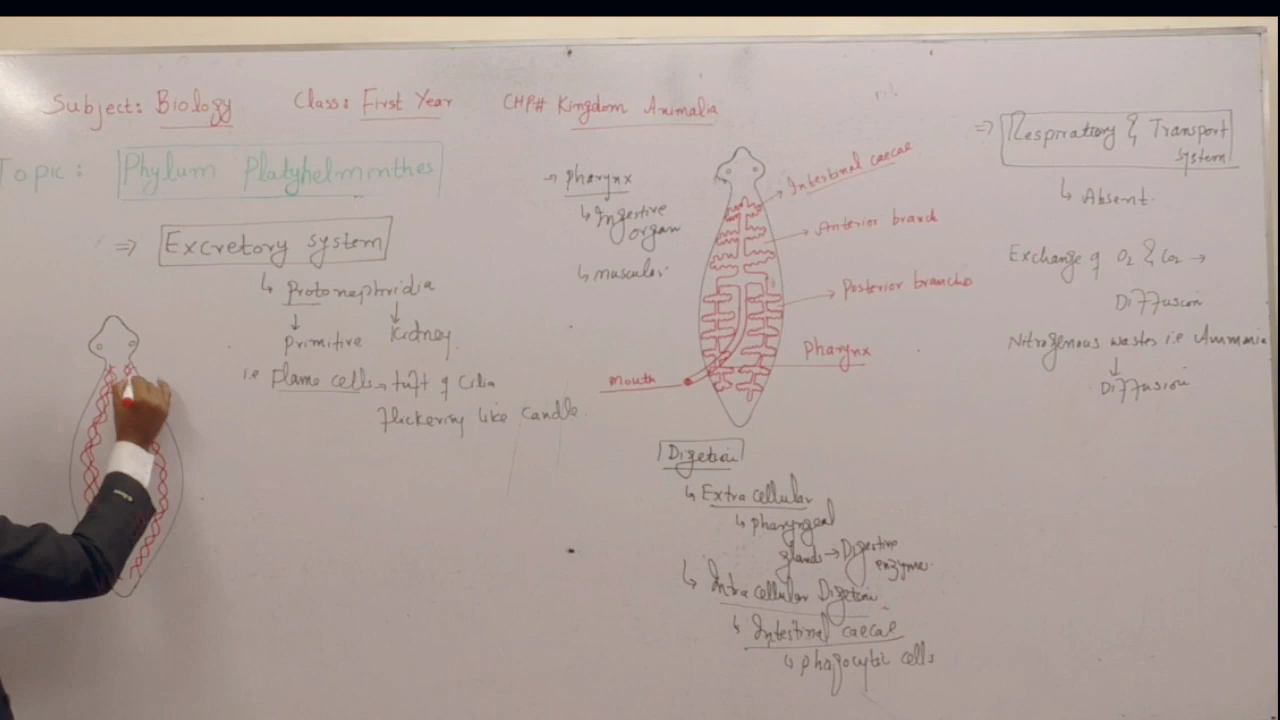 Subject: Biology Class: First Year CHP# Kingdom Animalia
Topic: Phylum Platyhelminthes
⇒ Excretory system
↳ Protonephridia
↓ ↓
Primitive Kidney
i.e Flame cells → tuft of Cilia
Flickering like candle.
→ Pharynx
↳ Ingestive
organ
↳ muscular
Intestinal caecae
Anterior branch
Posterior branche
Pharynx
Mouth
Digetion
↳ Extra cellular
↳ Pharyngeal
glands → Digestive
enzyme
↳ Intra cellular Digetion
↳ Intestinal caecae
↳ Phagocytic cells
⇒ Respiratory & Transport
system
↳ Absent.
Exchange of O2 & CO2 →
Diffusion
Nitrogenous wastes i.e Ammonia
↓
Diffusion